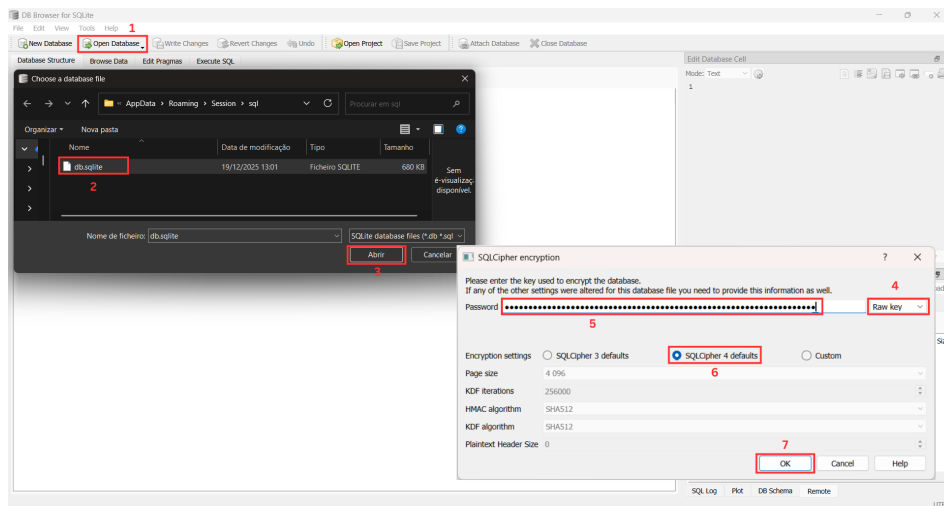 DB Browser for SQLite
File Edit View Tools Help 1
New Database Open Database Write Changes Revert Changes Undo Open Project Save Project Attach Database Close Database
Database Structure Browse Data Edit Pragmas Execute SQL
Edit Database Cell
Mode: Text
1
Choose a database file
« AppData › Roaming › Session › sql
Procurar em sql
Organizar Nova pasta
Nome Data de modificação Tipo Tamanho
db.sqlite 19/12/2025 13:01 Ficheiro SQLITE 680 KB
2
Sem
é-visualizaç
disponível.
Nome de ficheiro: db.sqlite
SQLite database files (*.db *.sql
Abrir Cancelar
3
SQLCipher encryption
Please enter the key used to encrypt the database.
If any of the other settings were altered for this database file you need to provide this information as well.
4
Password Raw key
5
Encryption settings SQLCipher 3 defaults SQLCipher 4 defaults Custom
6
Page size 4 096
KDF iterations 256000
HMAC algorithm SHA512
KDF algorithm SHA512
Plaintext Header Size 0
7
OK Cancel Help
SQL Log Plot DB Schema Remote